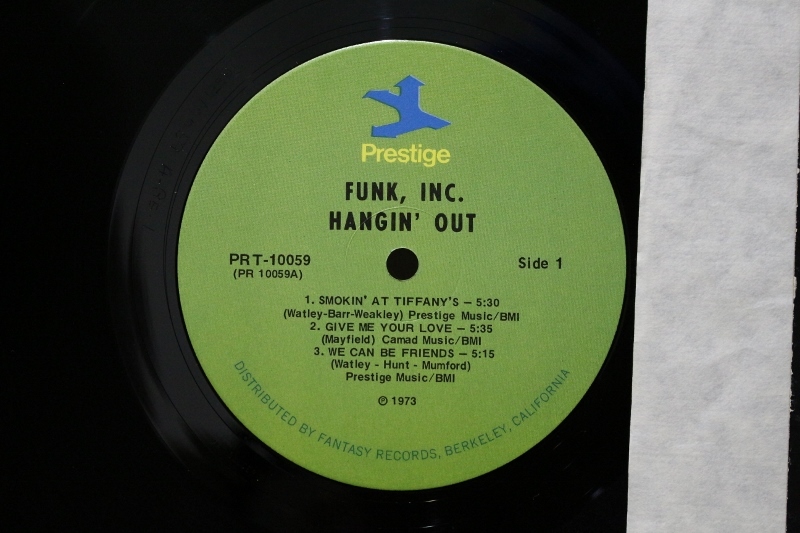 Prestige
FUNK, INC.
HANGIN' OUT
PRT-10059
(PR 10059A)
Side 1
1. SMOKIN' AT TIFFANY'S – 5:30
(Watley-Barr-Weakley) Prestige Music/BMI
2. GIVE ME YOUR LOVE – 5:35
(Mayfield) Camad Music/BMI
3. WE CAN BE FRIENDS – 5:15
(Watley - Hunt - Mumford)
Prestige Music/BMI
℗ 1973
DISTRIBUTED BY FANTASY RECORDS, BERKELEY, CALIFORNIA